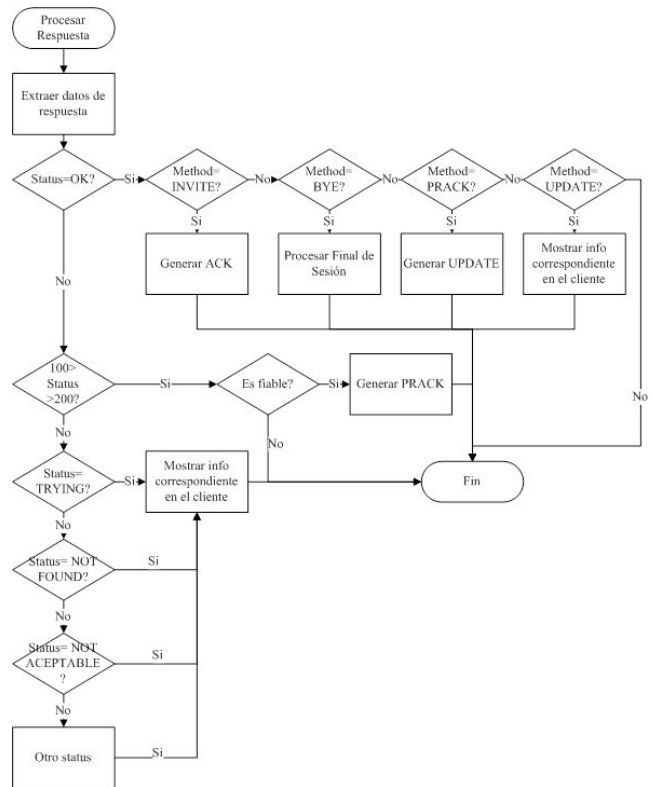 Procesar
Respuesta
Extraer datos de
respuesta
Status=OK?
Si
Method=
INVITE?
No
Method=
BYE?
No
Method=
PRACK?
No
Method=
UPDATE?
No
Si
Si
Si
Si
Generar ACK
Procesar Final de
Sesión
Generar UPDATE
Mostrar info
correspondiente
en el cliente
No
100>
Status
>200?
Si
Es fiable?
Si
Generar PRACK
No
No
No
Status=
TRYING?
Si
Mostrar info
correspondiente
en el cliente
Fin
No
Status= NOT
FOUND?
Si
No
Status= NOT
ACEPTABLE
?
Si
No
Otro status
Si